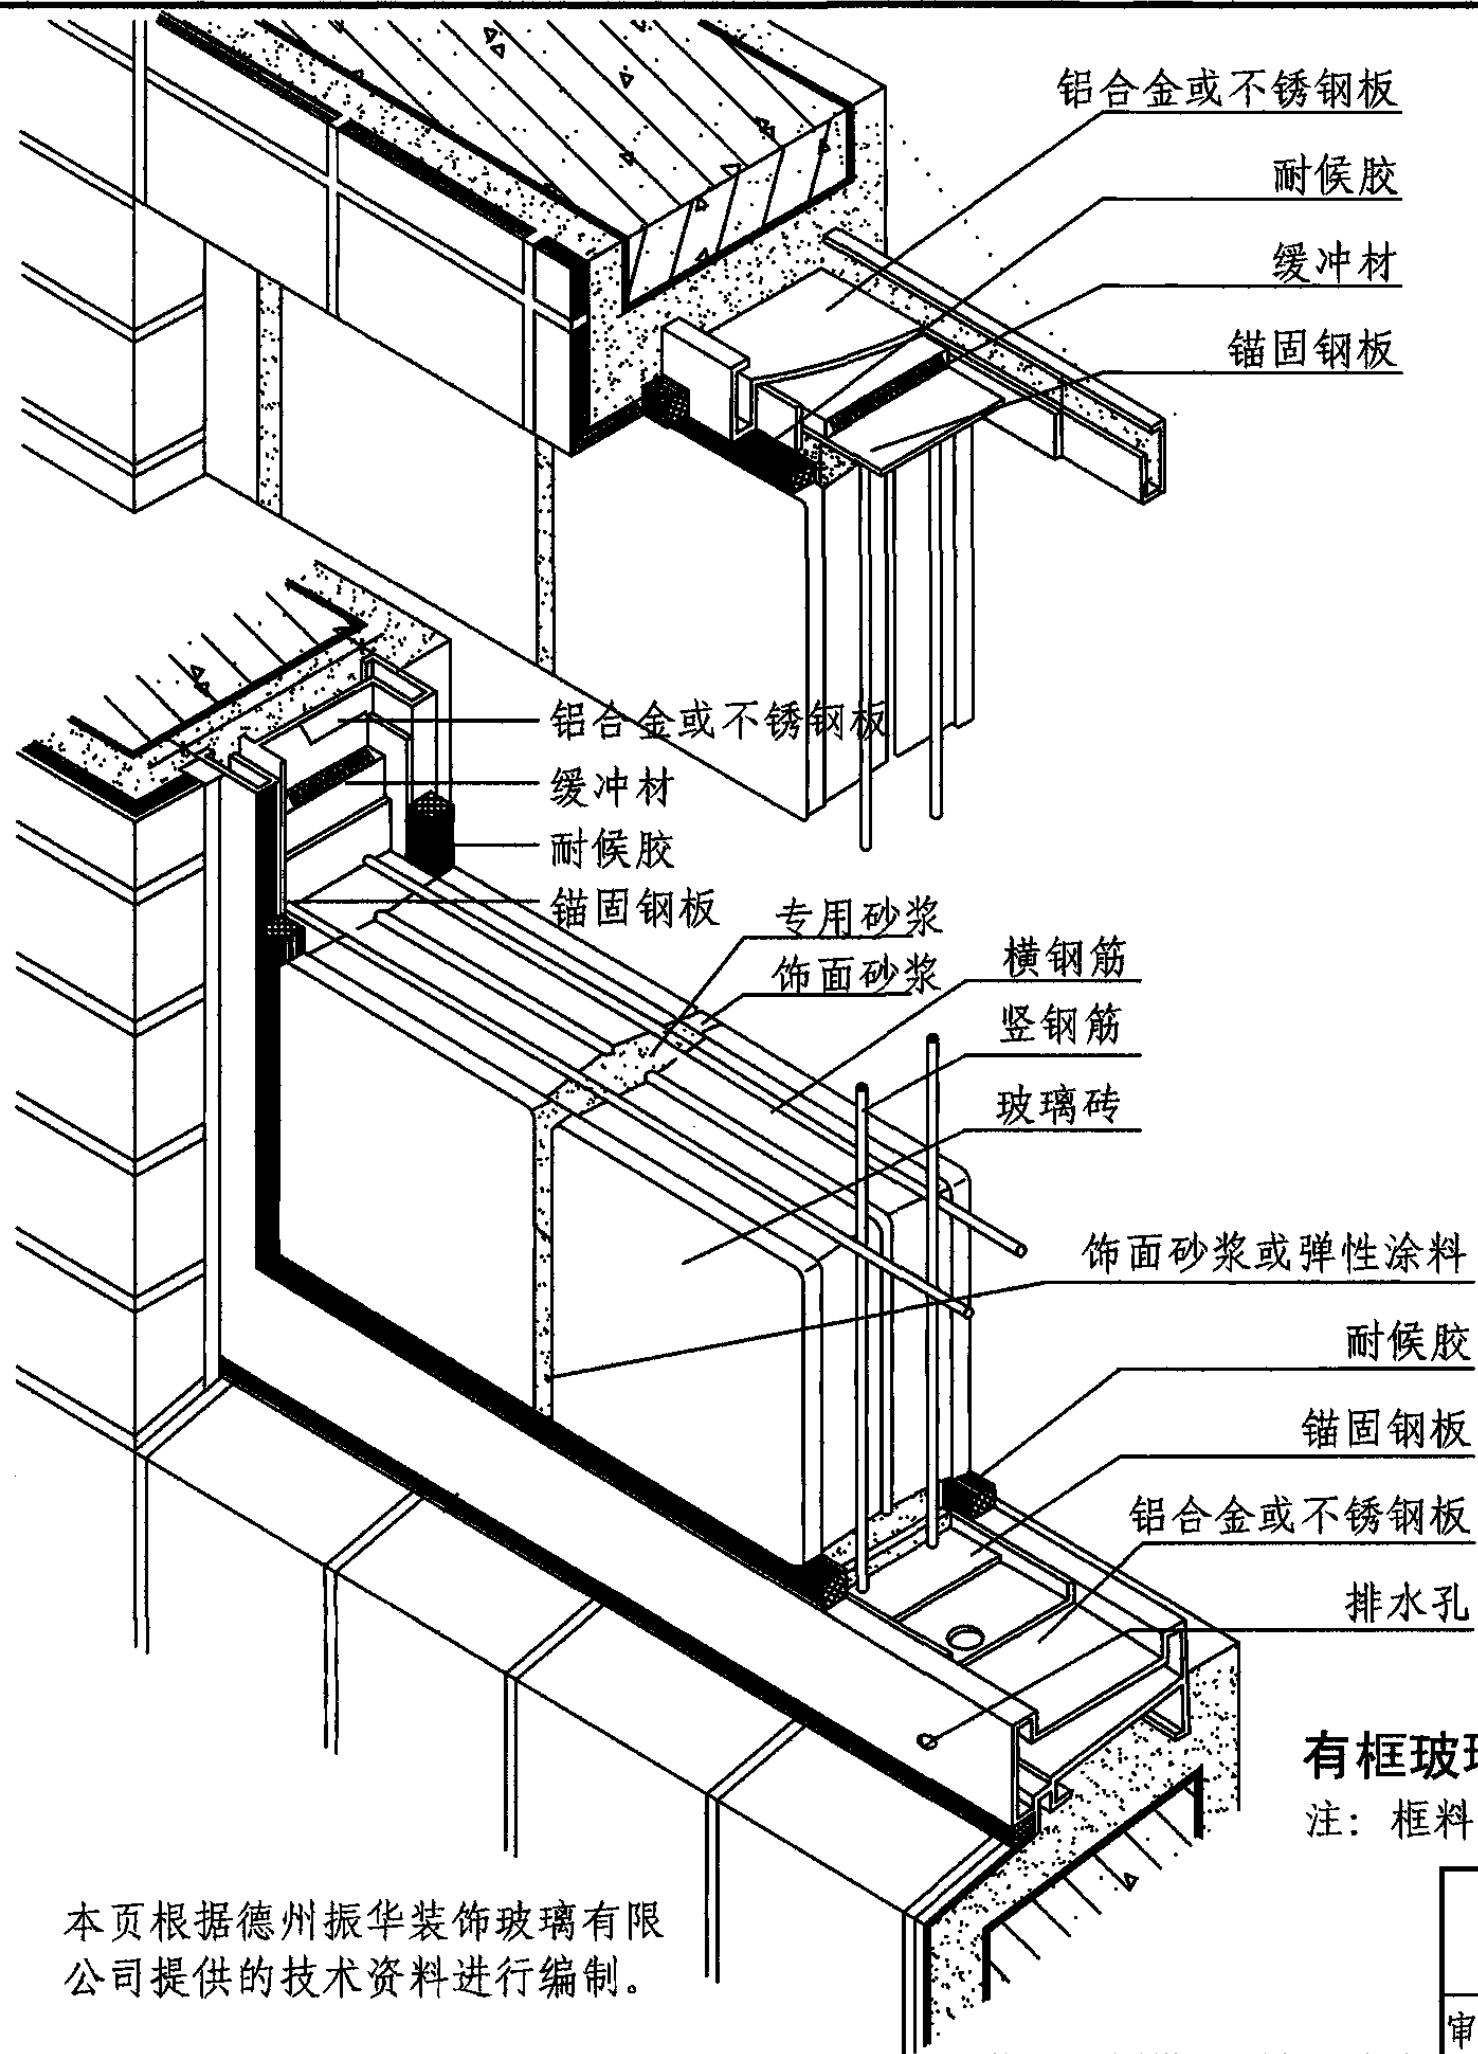 铝合金或不锈钢板
耐候胶
缓冲材
锚固钢板
铝合金或不锈钢板
缓冲材
耐候胶
锚固钢板
专用砂浆
饰面砂浆
横钢筋
竖钢筋
玻璃砖
饰面砂浆或弹性涂料
耐候胶
锚固钢板
铝合金或不锈钢板
排水孔
有框玻
注：框料
本页根据德州振华装饰玻璃有限
公司提供的技术资料进行编制。
审